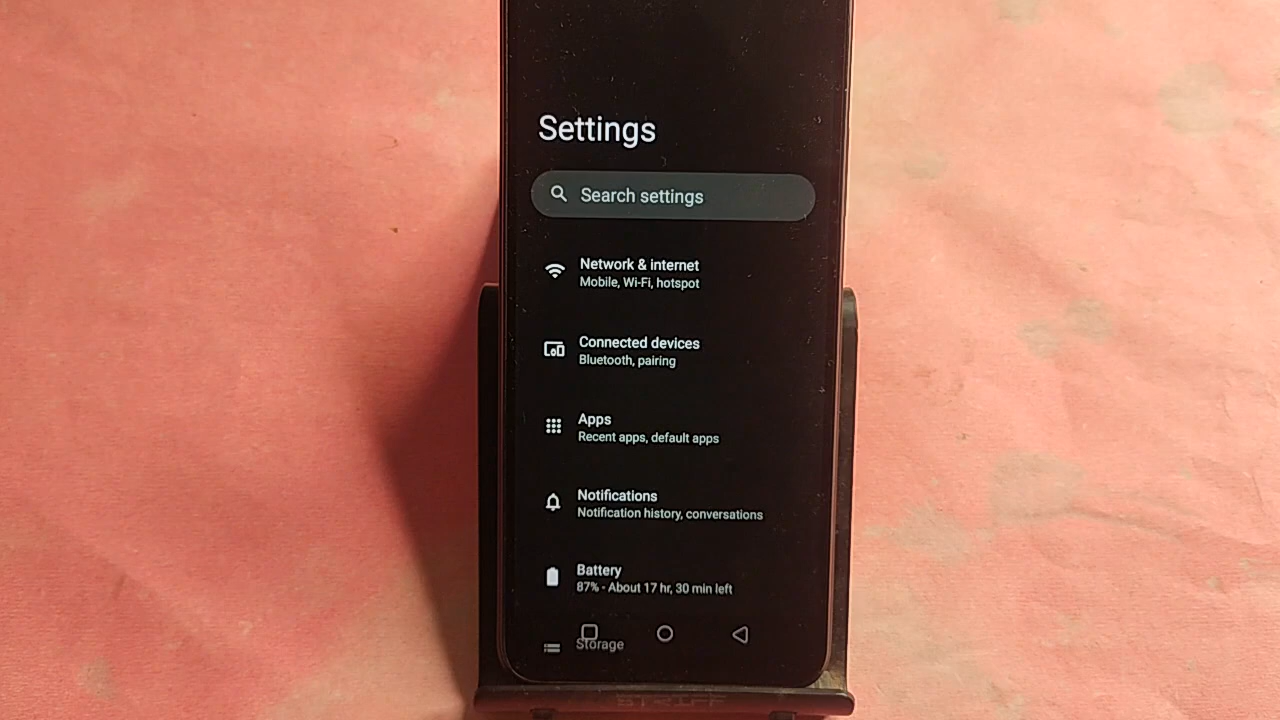 Settings
Search settings
Network & internet
Mobile, Wi-Fi, hotspot
Connected devices
Bluetooth, pairing
Apps
Recent apps, default apps
Notifications
Notification history, conversations
Battery
87% - About 17 hr, 30 min left
Storage